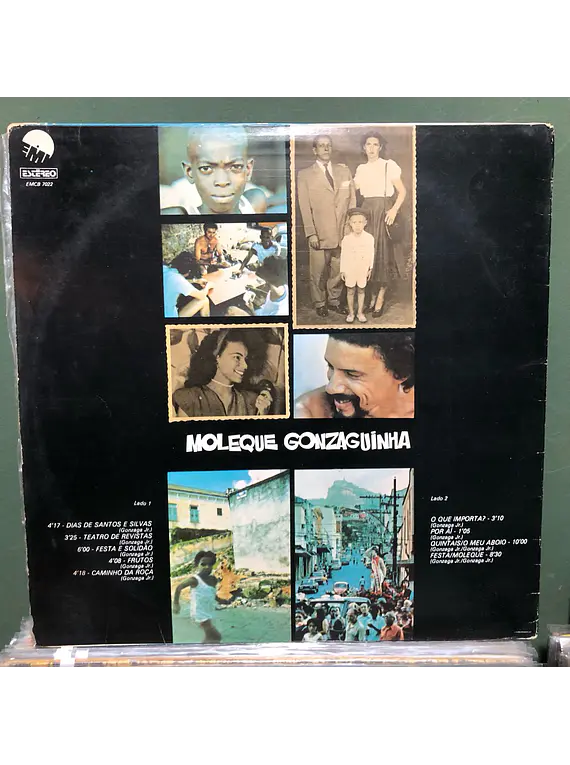 EMI
ESTÉREO
EMCB 7022
MOLEQUE GONZAGUINHA
Lado 1
4'17 - DIAS DE SANTOS E SILVAS
(Gonzaga Jr.)
3'25 - TEATRO DE REVISTAS
(Gonzaga Jr.)
6'00 - FESTA E SOLIDÃO
(Gonzaga Jr.)
4'08 - FRUTOS
(Gonzaga Jr.)
4'18 - CAMINHO DA ROÇA
(Gonzaga Jr.)
Lado 2
O QUE IMPORTA? - 3'10
(Gonzaga Jr.)
POR AÍ - 1'05
(Gonzaga Jr.)
QUINTAIS/O MEU ABOIO - 10'00
(Gonzaga Jr./Gonzaga Jr.)
FESTA/MOLEQUE - 8'30
(Gonzaga Jr./Gonzaga Jr.)